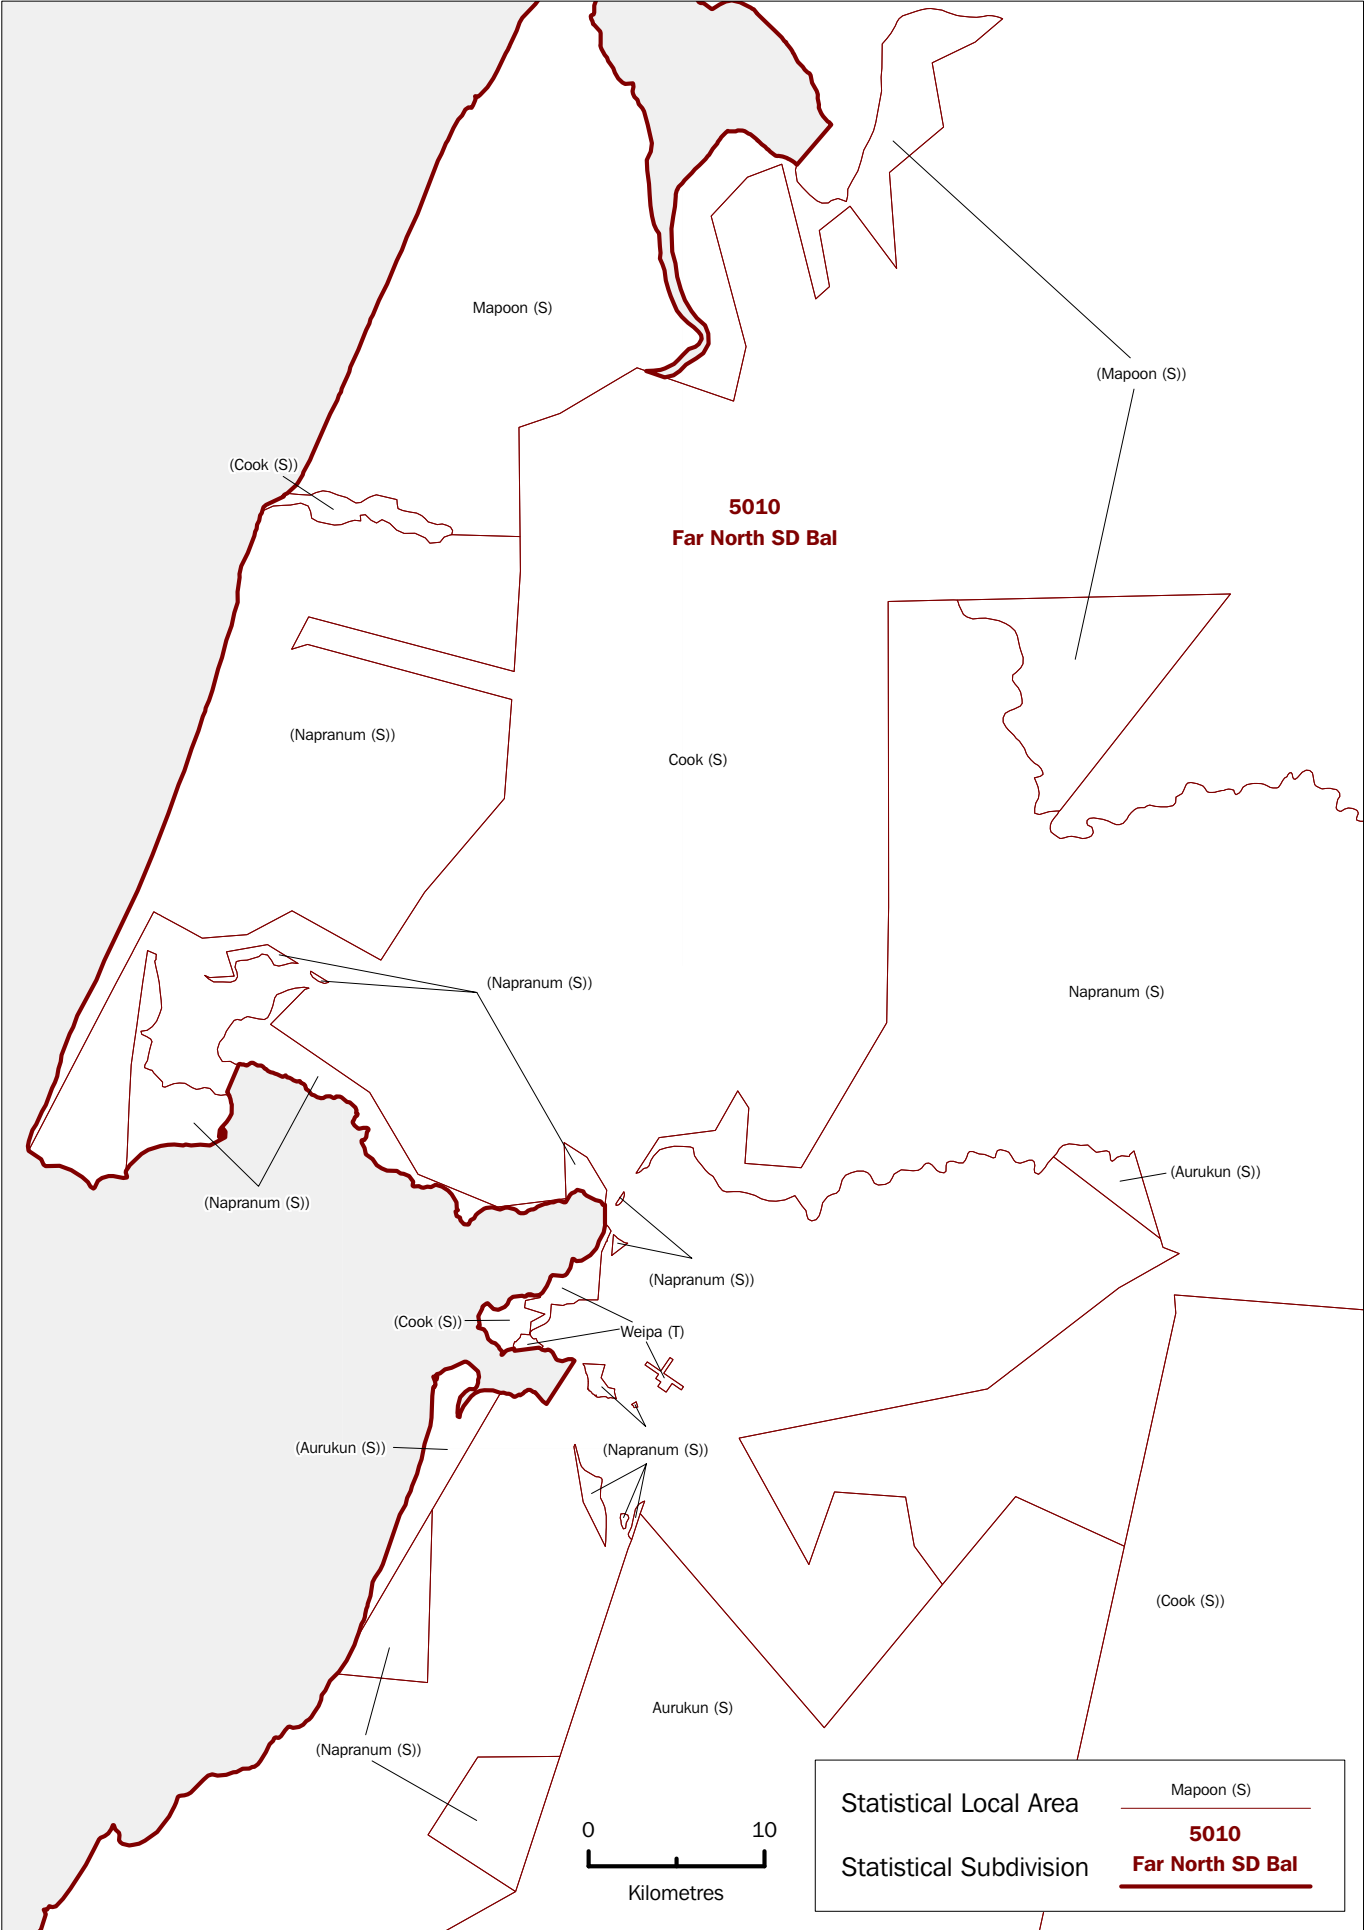 Mapoon (S)
(Mapoon (S))
(Cook (S))
5010
Far North SD Bal
(Napranum (S))
Cook (S)
(Napranum (S))
Napranum (S)
(Aurukun (S))
(Napranum (S))
(Napranum (S))
(Cook (S))
Weipa (T)
(Aurukun (S))
(Napranum (S))
(Cook (S))
Aurukun (S)
(Napranum (S))
0 10
Kilometres
Statistical Local Area
Mapoon (S)
Statistical Subdivision
5010
Far North SD Bal